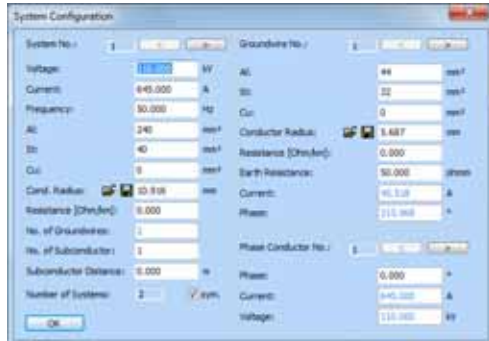 System Configuration
System No.: 1 < >
Voltage: 110.000 kV
Current: 645.000 A
Frequency: 50.000 Hz
Al: 240 mm²
St: 40 mm²
Cu: 0 mm²
Cond. Radius: 10.916 mm
Resistance [Ohm/km]: 0.000
No. of Groundwires: 1
No. of Subconductor: 1
Subconductor Distance: 0.000 m
Number of Systems: 2 sym.
OK
Groundwire No.: 1 < >
Al: 44 mm²
St: 32 mm²
Cu: 0 mm²
Conductor Radius: 5.687 mm
Resistance [Ohm/km]: 0.000
Earth Resistance: 50.000 ohmm
Current: A
Phase: °
Phase Conductor No.: 1 < >
Phase: 0.000 °
Current: 645.000 A
Voltage: 110.000 kV